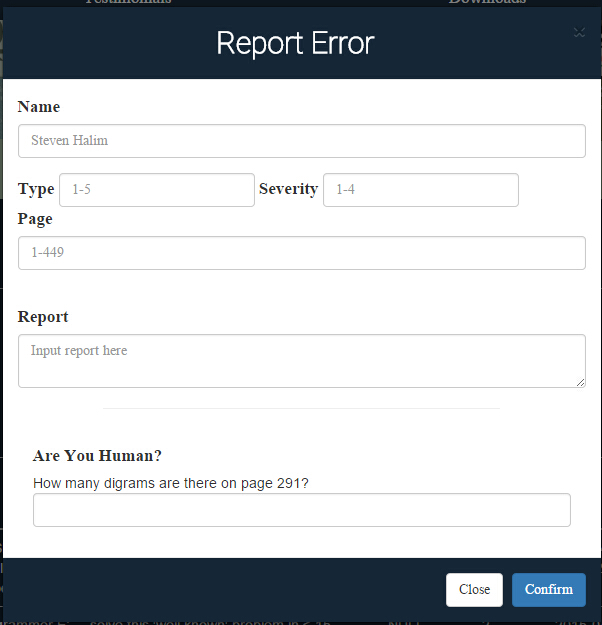 Testimonials Downloads
Report Error
×
Name
Steven Halim
Type 1-5 Severity 1-4
Page
1-449
Report
Input report here
Are You Human?
How many digrams are there on page 291?
Close Confirm